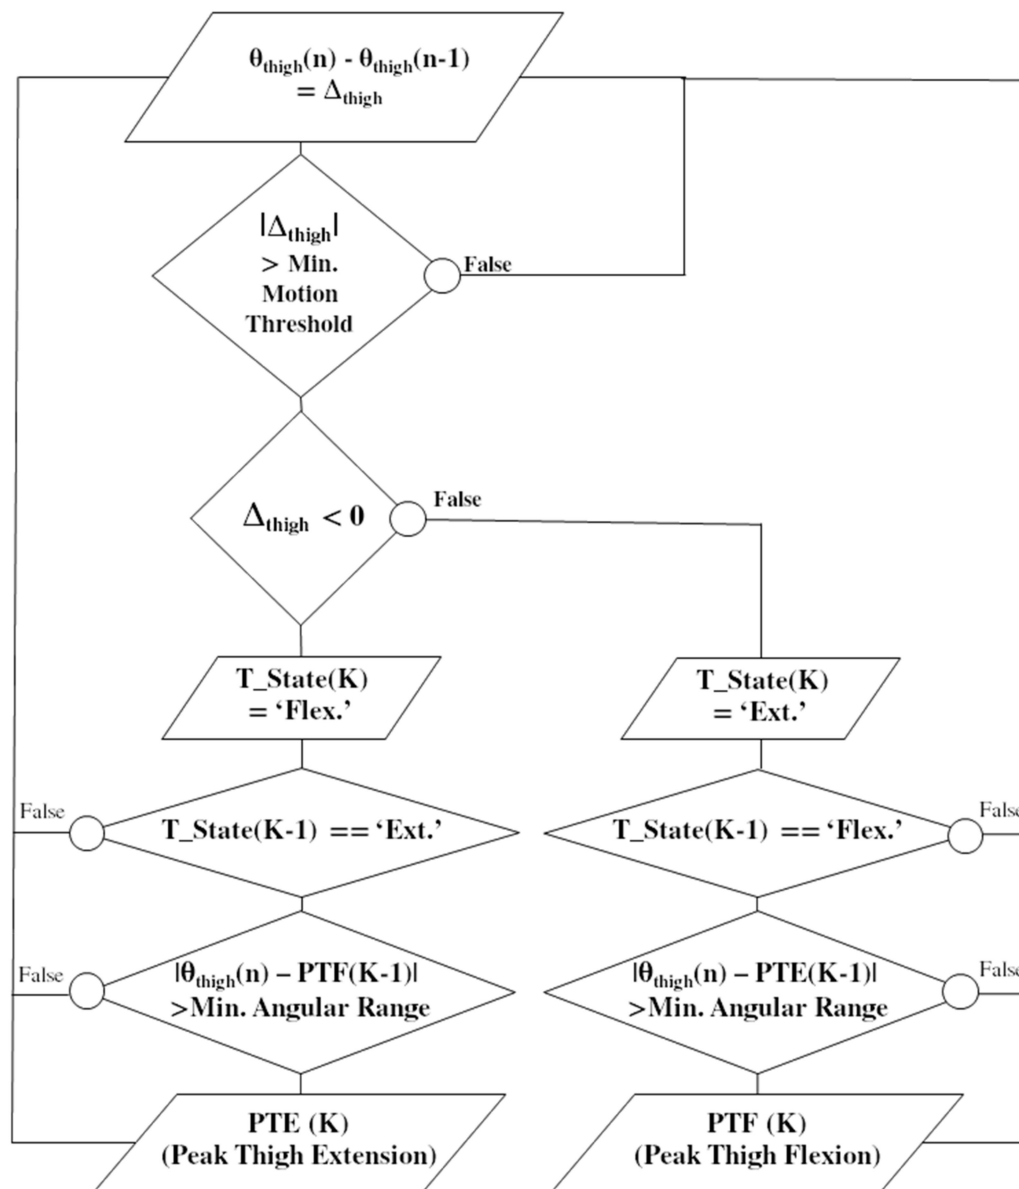 θthigh(n) - θthigh(n-1)
= Δthigh
|Δthigh|
> Min.
Motion
Threshold
False
Δthigh < 0
False
T_State(K)
= ‘Flex.’
T_State(K)
= ‘Ext.’
False
T_State(K-1) == ‘Ext.’
T_State(K-1) == ‘Flex.’
False
False
|θthigh(n) – PTF(K-1)|
>Min. Angular Range
|θthigh(n) – PTE(K-1)|
>Min. Angular Range
False
PTE (K)
(Peak Thigh Extension)
PTF (K)
(Peak Thigh Flexion)